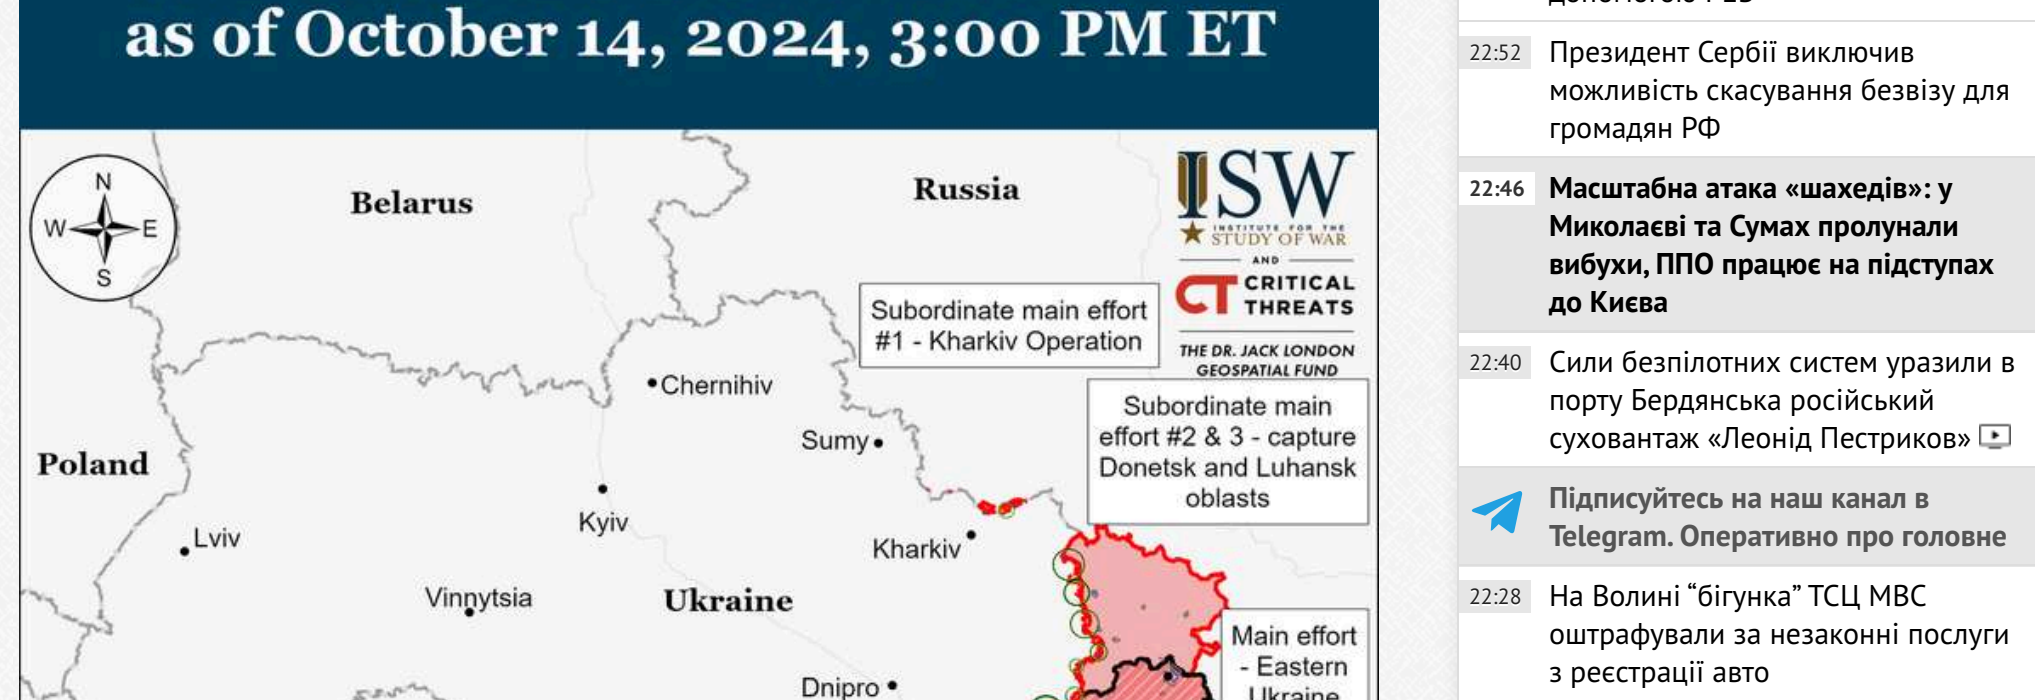 as of October 14, 2024, 3:00 PM ET
N
W
E
S
Belarus
Russia
ISW
INSTITUTE FOR THE
STUDY OF WAR
AND
CT CRITICAL
THREATS
THE DR. JACK LONDON
GEOSPATIAL FUND
Subordinate main effort
#1 - Kharkiv Operation
Chernihiv
Subordinate main
effort #2 & 3 - capture
Donetsk and Luhansk
oblasts
Sumy
Poland
Kyiv
Lviv
Kharkiv
Vinnytsia
Ukraine
Main effort
- Eastern
Ukraine
Dnipro
22:52
Президент Сербії виключив
можливість скасування безвізу для
громадян РФ
22:46
Масштабна атака «шахедів»: у
Миколаєві та Сумах пролунали
вибухи, ППО працює на підступах
до Києва
22:40
Сили безпілотних систем уразили в
порту Бердянська російський
суховантаж «Леонід Пестриков»
Підписуйтесь на наш канал в
Telegram. Оперативно про головне
22:28
На Волині “бігунка” ТСЦ МВС
оштрафували за незаконні послуги
з реєстрації авто